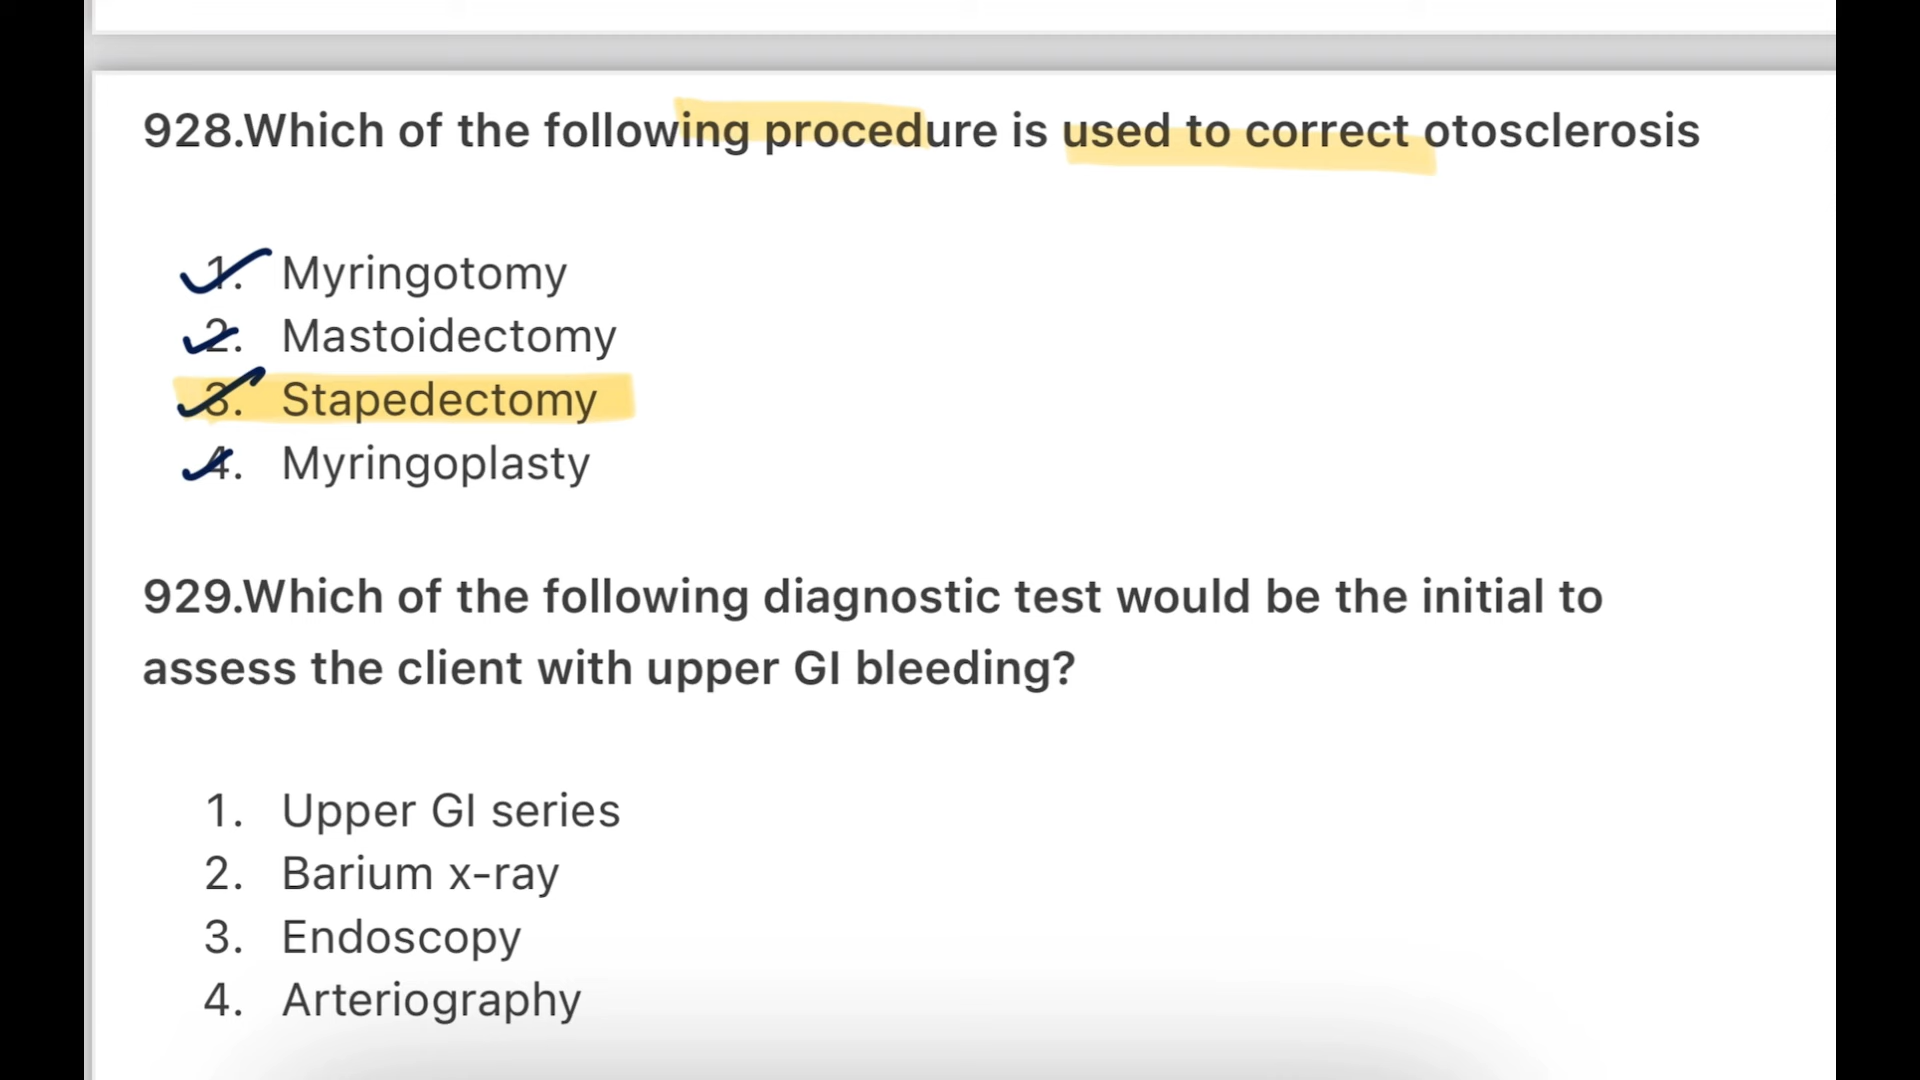 928.Which of the following procedure is used to correct otosclerosis
1. Myringotomy
2. Mastoidectomy
3. Stapedectomy
4. Myringoplasty
929.Which of the following diagnostic test would be the initial to
assess the client with upper GI bleeding?
1. Upper GI series
2. Barium x-ray
3. Endoscopy
4. Arteriography